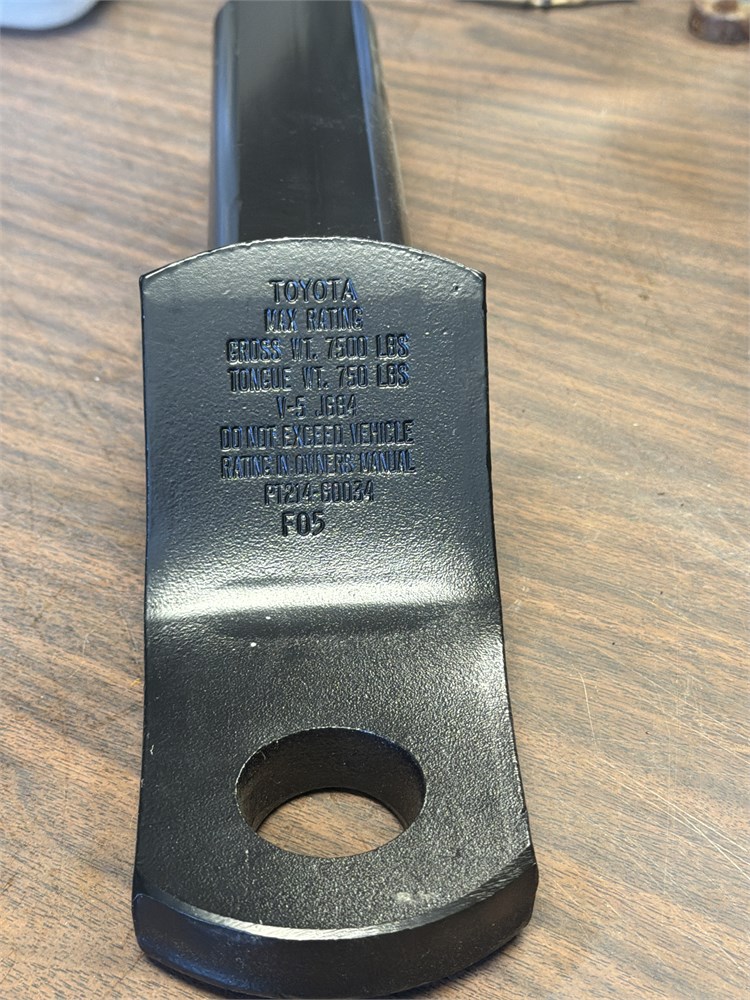 TOYOTA
MAX RATING
GROSS WT. 7500 LBS
TONGUE WT. 750 LBS
V-5 J684
DO NOT EXCEED VEHICLE
RATING IN OWNERS MANUAL
PT214-60034
F05